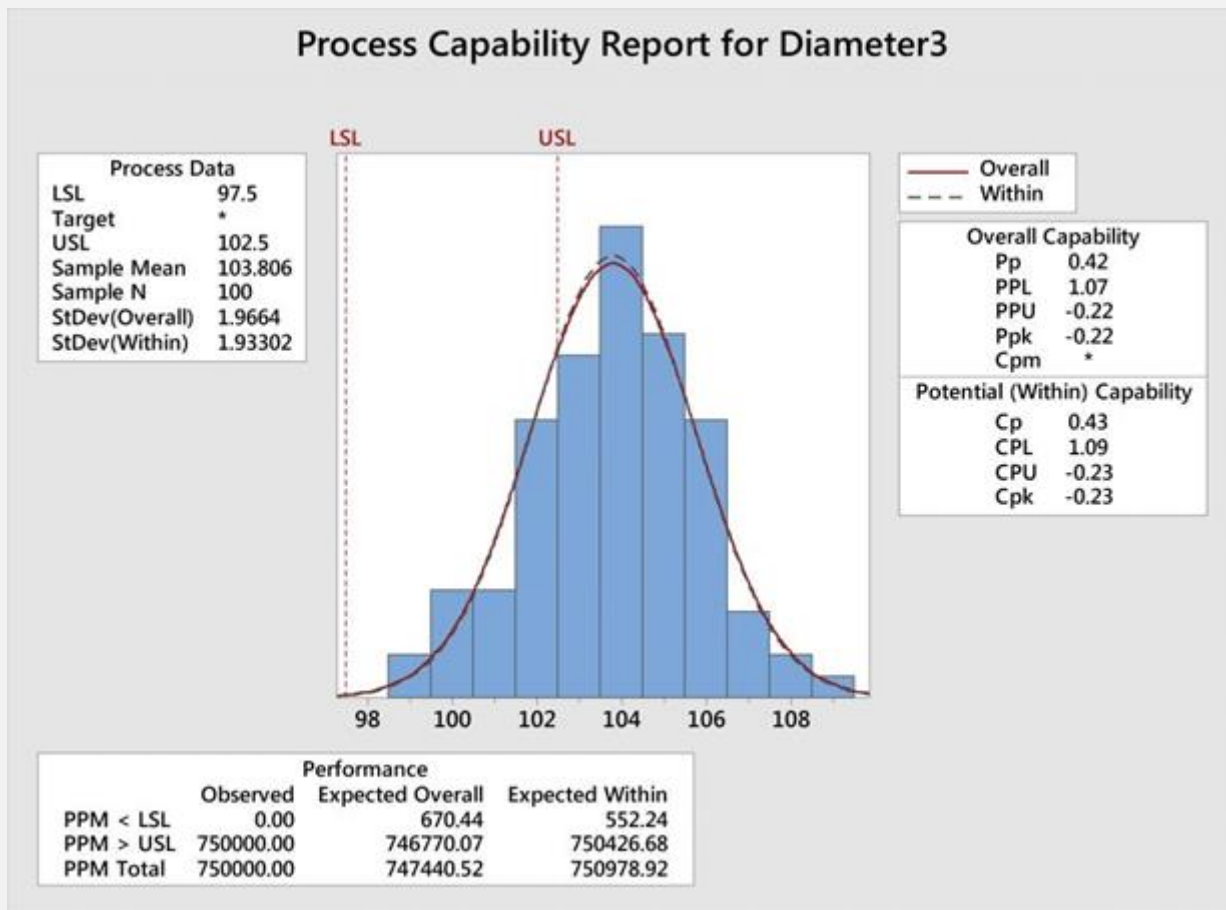 Process Capability Report for Diameter3
LSL USL
Process Data
LSL 97.5
Target *
USL 102.5
Sample Mean 103.806
Sample N 100
StDev(Overall) 1.9664
StDev(Within) 1.93302
Overall
Within
Overall Capability
Pp 0.42
PPL 1.07
PPU -0.22
Ppk -0.22
Cpm *
Potential (Within) Capability
Cp 0.43
CPL 1.09
CPU -0.23
Cpk -0.23
98 100 102 104 106 108
Performance
Observed Expected Overall Expected Within
PPM < LSL 0.00 670.44 552.24
PPM > USL 750000.00 746770.07 750426.68
PPM Total 750000.00 747440.52 750978.92